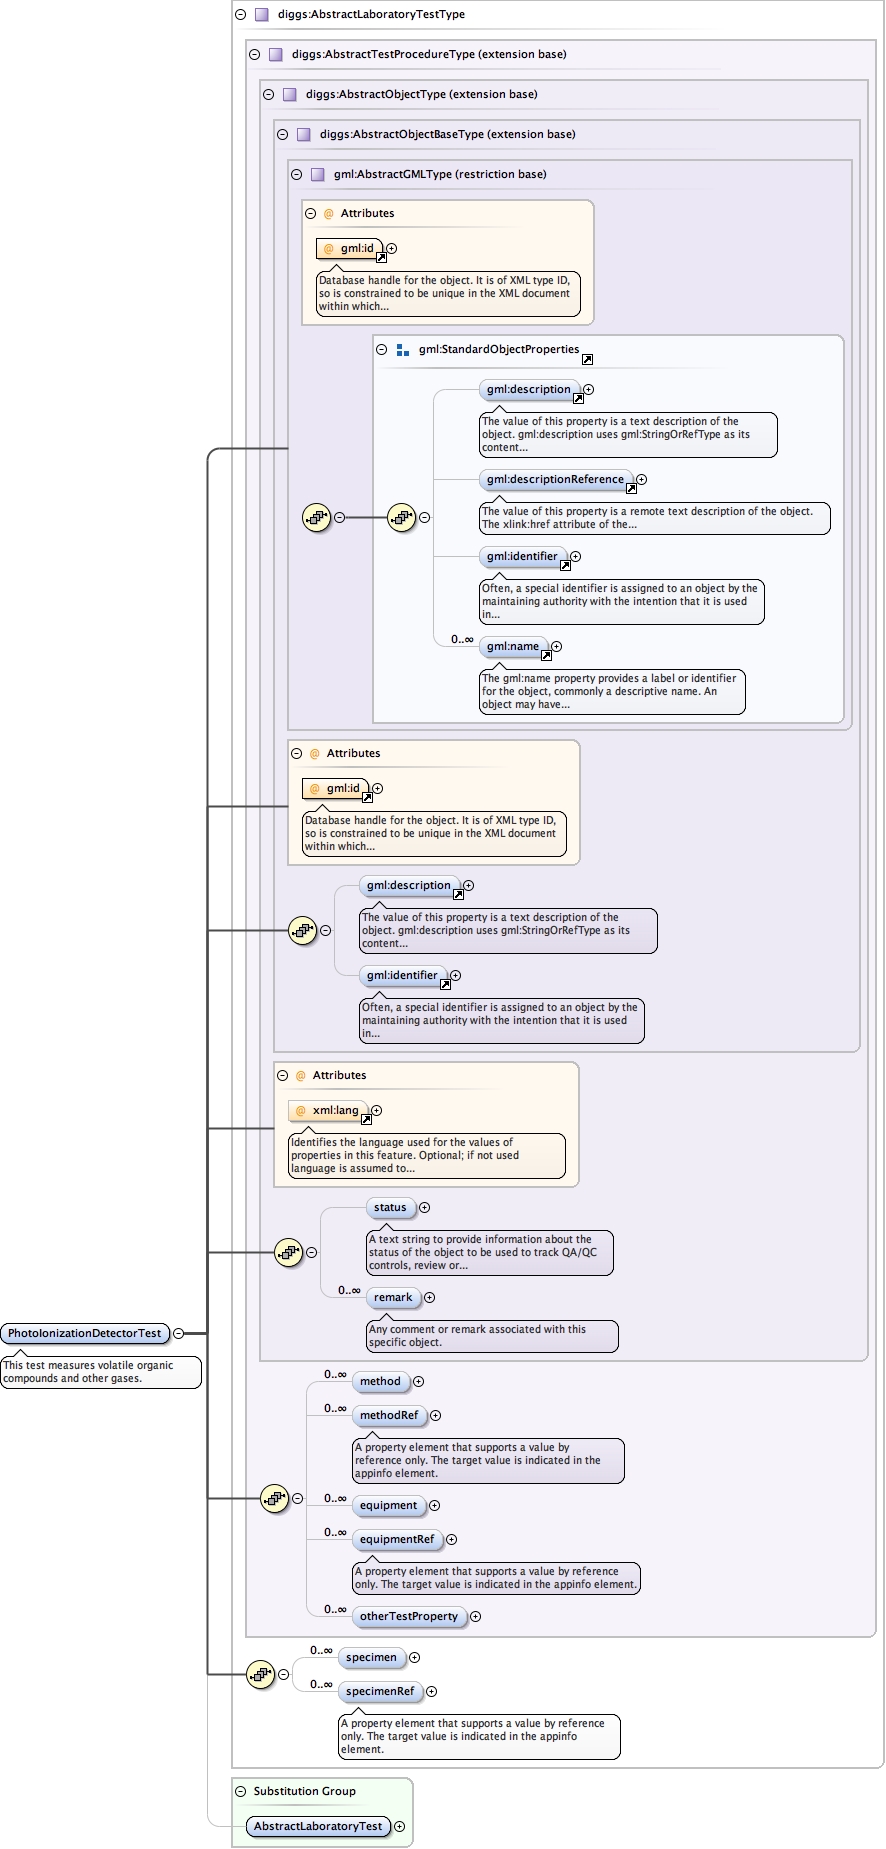 diggs:AbstractLaboratoryTestType
diggs:AbstractTestProcedureType (extension base)
diggs:AbstractObjectType (extension base)
diggs:AbstractObjectBaseType (extension base)
gml:AbstractGMLType (restriction base)
@ Attributes
@ gml:id
Database handle for the object. It is of XML type ID,
so is constrained to be unique in the XML document
within which...
gml:StandardObjectProperties
gml:description
The value of this property is a text description of the
object. gml:description uses gml:StringOrRefType as its
content...
gml:descriptionReference
The value of this property is a remote text description of the object.
The xlink:href attribute of the...
gml:identifier
Often, a special identifier is assigned to an object by the
maintaining authority with the intention that it is used
in...
0..∞
gml:name
The gml:name property provides a label or identifier
for the object, commonly a descriptive name. An
object may have...
@ Attributes
@ gml:id
Database handle for the object. It is of XML type ID,
so is constrained to be unique in the XML document
within which...
gml:description
The value of this property is a text description of the
object. gml:description uses gml:StringOrRefType as its
content...
gml:identifier
Often, a special identifier is assigned to an object by the
maintaining authority with the intention that it is used
in...
@ Attributes
@ xml:lang
Identifies the language used for the values of
properties in this feature. Optional; if not used
language is assumed to...
status
A text string to provide information about the
status of the object to be used to track QA/QC
controls, review or...
0..∞
remark
Any comment or remark associated with this
specific object.
PhotoIonizationDetectorTest
This test measures volatile organic
compounds and other gases.
0..∞
method
0..∞
methodRef
A property element that supports a value by
reference only. The target value is indicated in the
appinfo element.
0..∞
equipment
0..∞
equipmentRef
A property element that supports a value by reference
only. The target value is indicated in the appinfo element.
0..∞
otherTestProperty
0..∞
specimen
0..∞
specimenRef
A property element that supports a value by reference
only. The target value is indicated in the appinfo
element.
Substitution Group
AbstractLaboratoryTest